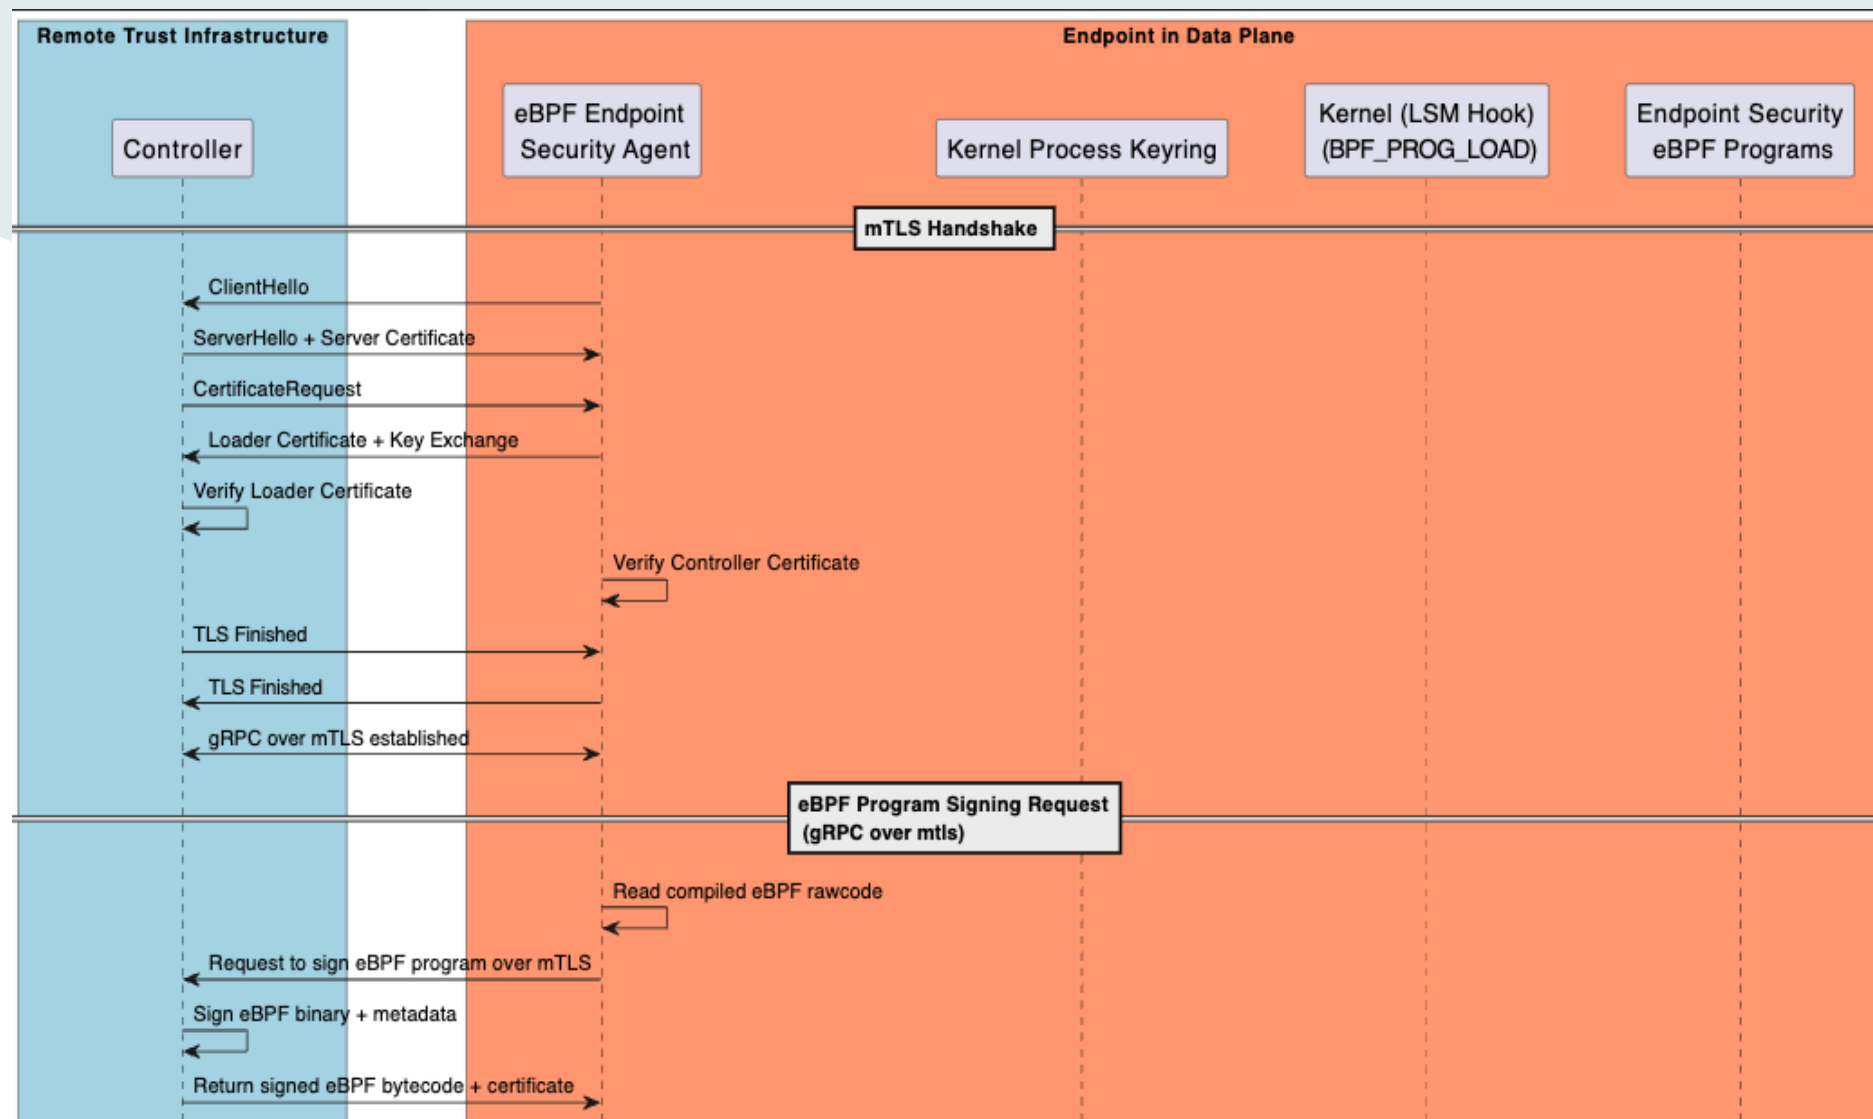 Remote Trust Infrastructure
Endpoint in Data Plane
Controller
eBPF Endpoint
Security Agent
Kernel Process Keyring
Kernel (LSM Hook)
(BPF_PROG_LOAD)
Endpoint Security
eBPF Programs
mTLS Handshake
ClientHello
ServerHello + Server Certificate
CertificateRequest
Loader Certificate + Key Exchange
Verify Loader Certificate
Verify Controller Certificate
TLS Finished
TLS Finished
gRPC over mTLS established
eBPF Program Signing Request
(gRPC over mtls)
Read compiled eBPF rawcode
Request to sign eBPF program over mTLS
Sign eBPF binary + metadata
Return signed eBPF bytecode + certificate